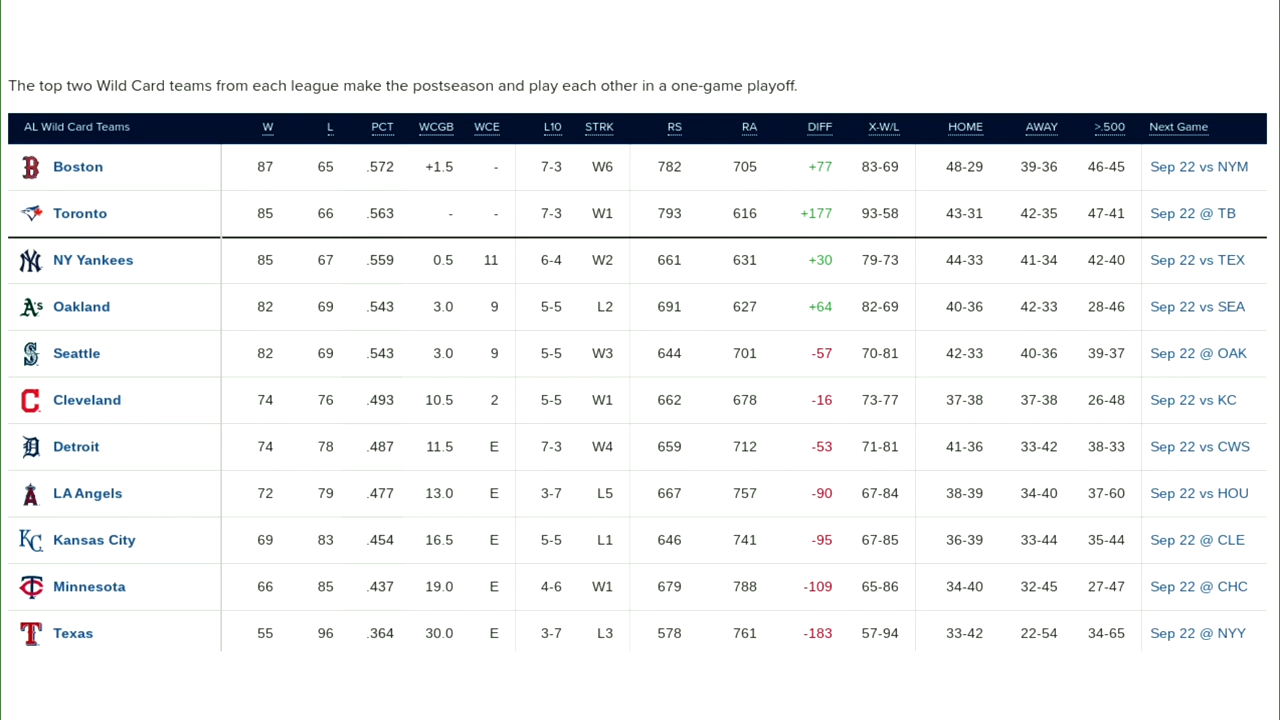 The top two Wild Card teams from each league make the postseason and play each other in a one-game playoff.
AL Wild Card Teams W L PCT WCGB WCE L10 STRK RS RA DIFF X-W/L HOME AWAY >.500 Next Game
Boston 87 65 .572 +1.5 - 7-3 W6 782 705 +77 83-69 48-29 39-36 46-45 Sep 22 vs NYM
Toronto 85 66 .563 - - 7-3 W1 793 616 +177 93-58 43-31 42-35 47-41 Sep 22 @ TB
NY Yankees 85 67 .559 0.5 11 6-4 W2 661 631 +30 79-73 44-33 41-34 42-40 Sep 22 vs TEX
Oakland 82 69 .543 3.0 9 5-5 L2 691 627 +64 82-69 40-36 42-33 28-46 Sep 22 vs SEA
Seattle 82 69 .543 3.0 9 5-5 W3 644 701 -57 70-81 42-33 40-36 39-37 Sep 22 @ OAK
Cleveland 74 76 .493 10.5 2 5-5 W1 662 678 -16 73-77 37-38 37-38 26-48 Sep 22 vs KC
Detroit 74 78 .487 11.5 E 7-3 W4 659 712 -53 71-81 41-36 33-42 38-33 Sep 22 vs CWS
LA Angels 72 79 .477 13.0 E 3-7 L5 667 757 -90 67-84 38-39 34-40 37-60 Sep 22 vs HOU
Kansas City 69 83 .454 16.5 E 5-5 L1 646 741 -95 67-85 36-39 33-44 35-44 Sep 22 @ CLE
Minnesota 66 85 .437 19.0 E 4-6 W1 679 788 -109 65-86 34-40 32-45 27-47 Sep 22 @ CHC
Texas 55 96 .364 30.0 E 3-7 L3 578 761 -183 57-94 33-42 22-54 34-65 Sep 22 @ NYY